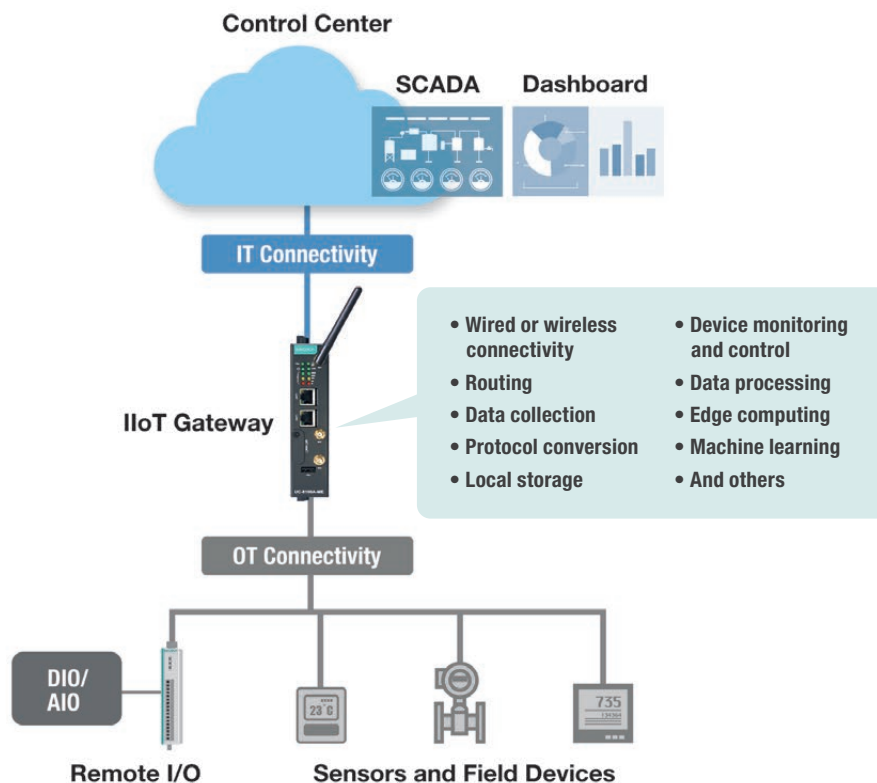 Control Center
SCADA
Dashboard
IT Connectivity
• Wired or wireless
connectivity
• Routing
• Data collection
• Protocol conversion
• Local storage
• Device monitoring
and control
• Data processing
• Edge computing
• Machine learning
• And others
IIoT Gateway
OT Connectivity
DIO/
AIO
23°C
735
Remote I/O
Sensors and Field Devices